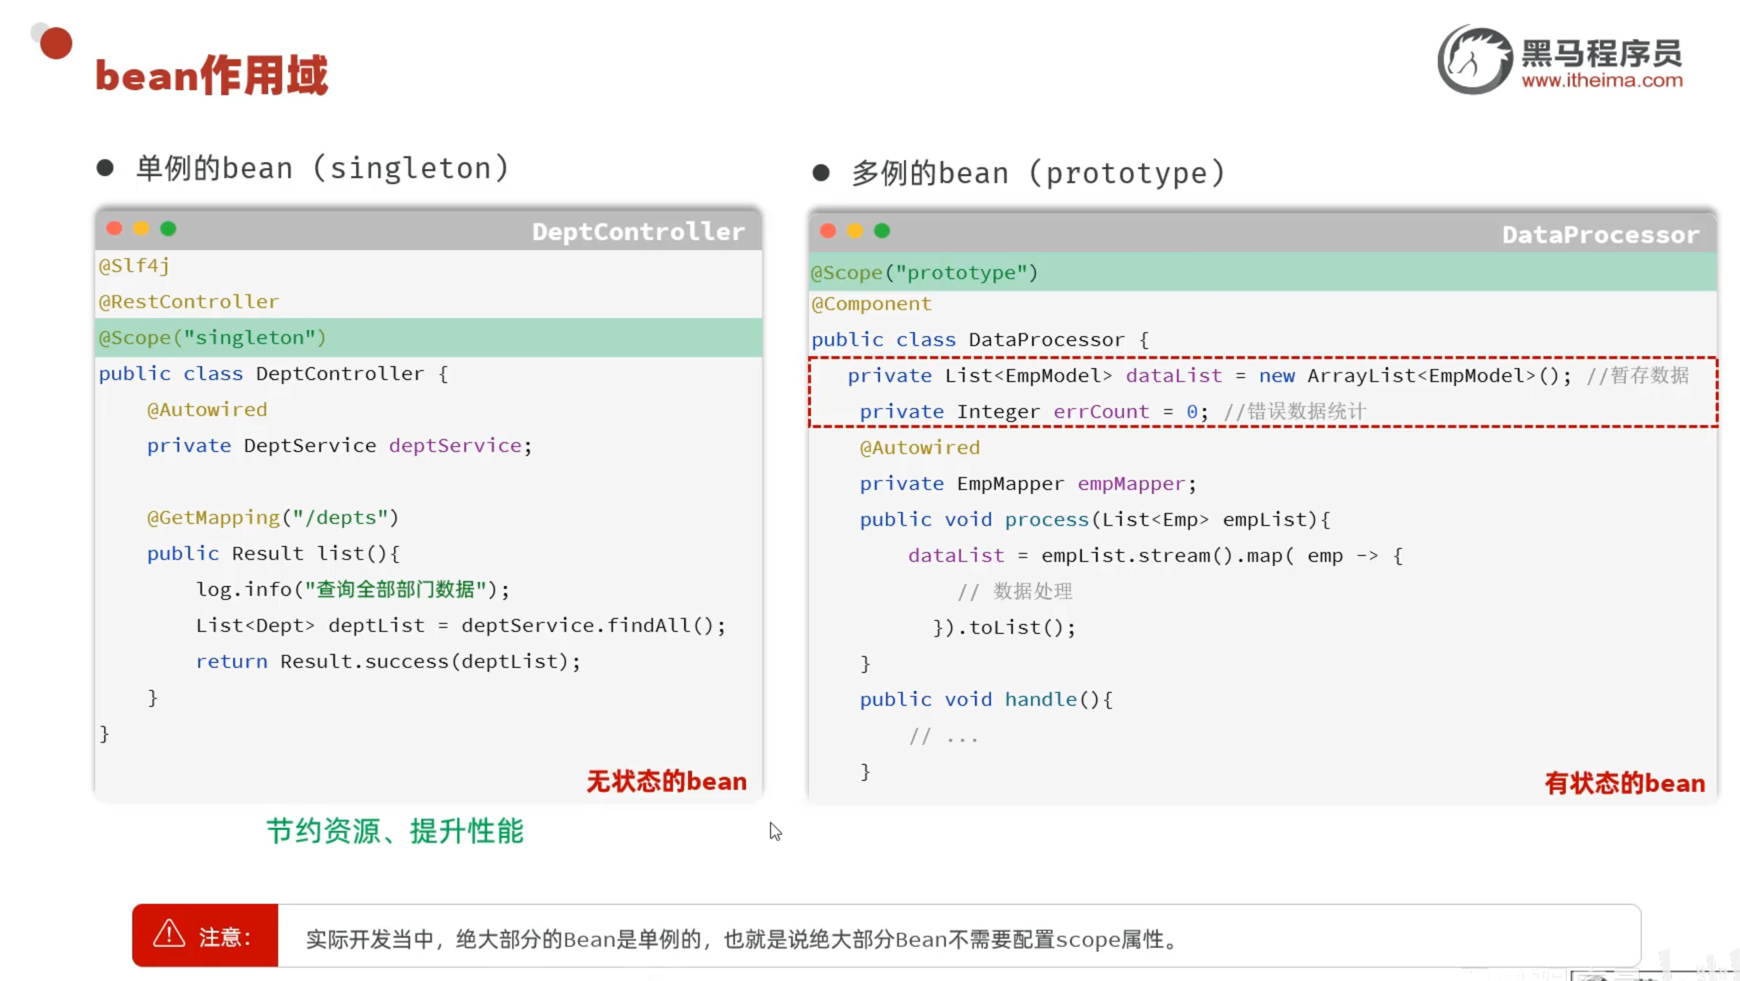 bean作用域
黑马程序员
www.itheima.com
● 单例的bean（singleton）
DeptController
@Slf4j
@RestController
@Scope("singleton")
public class DeptController {
@Autowired
private DeptService deptService;
@GetMapping("/depts")
public Result list(){
log.info("查询全部部门数据");
List<Dept> deptList = deptService.findAll();
return Result.success(deptList);
}
}
无状态的bean
节约资源、提升性能
● 多例的bean（prototype）
DataProcessor
@Scope("prototype")
@Component
public class DataProcessor {
private List<EmpModel> dataList = new ArrayList<EmpModel>(); //暂存数据
private Integer errCount = 0; //错误数据统计
@Autowired
private EmpMapper empMapper;
public void process(List<Emp> empList){
dataList = empList.stream().map( emp -> {
// 数据处理
}).toList();
}
public void handle(){
// ...
}
有状态的bean
注意：
实际开发当中，绝大部分的Bean是单例的，也就是说绝大部分Bean不需要配置scope属性。